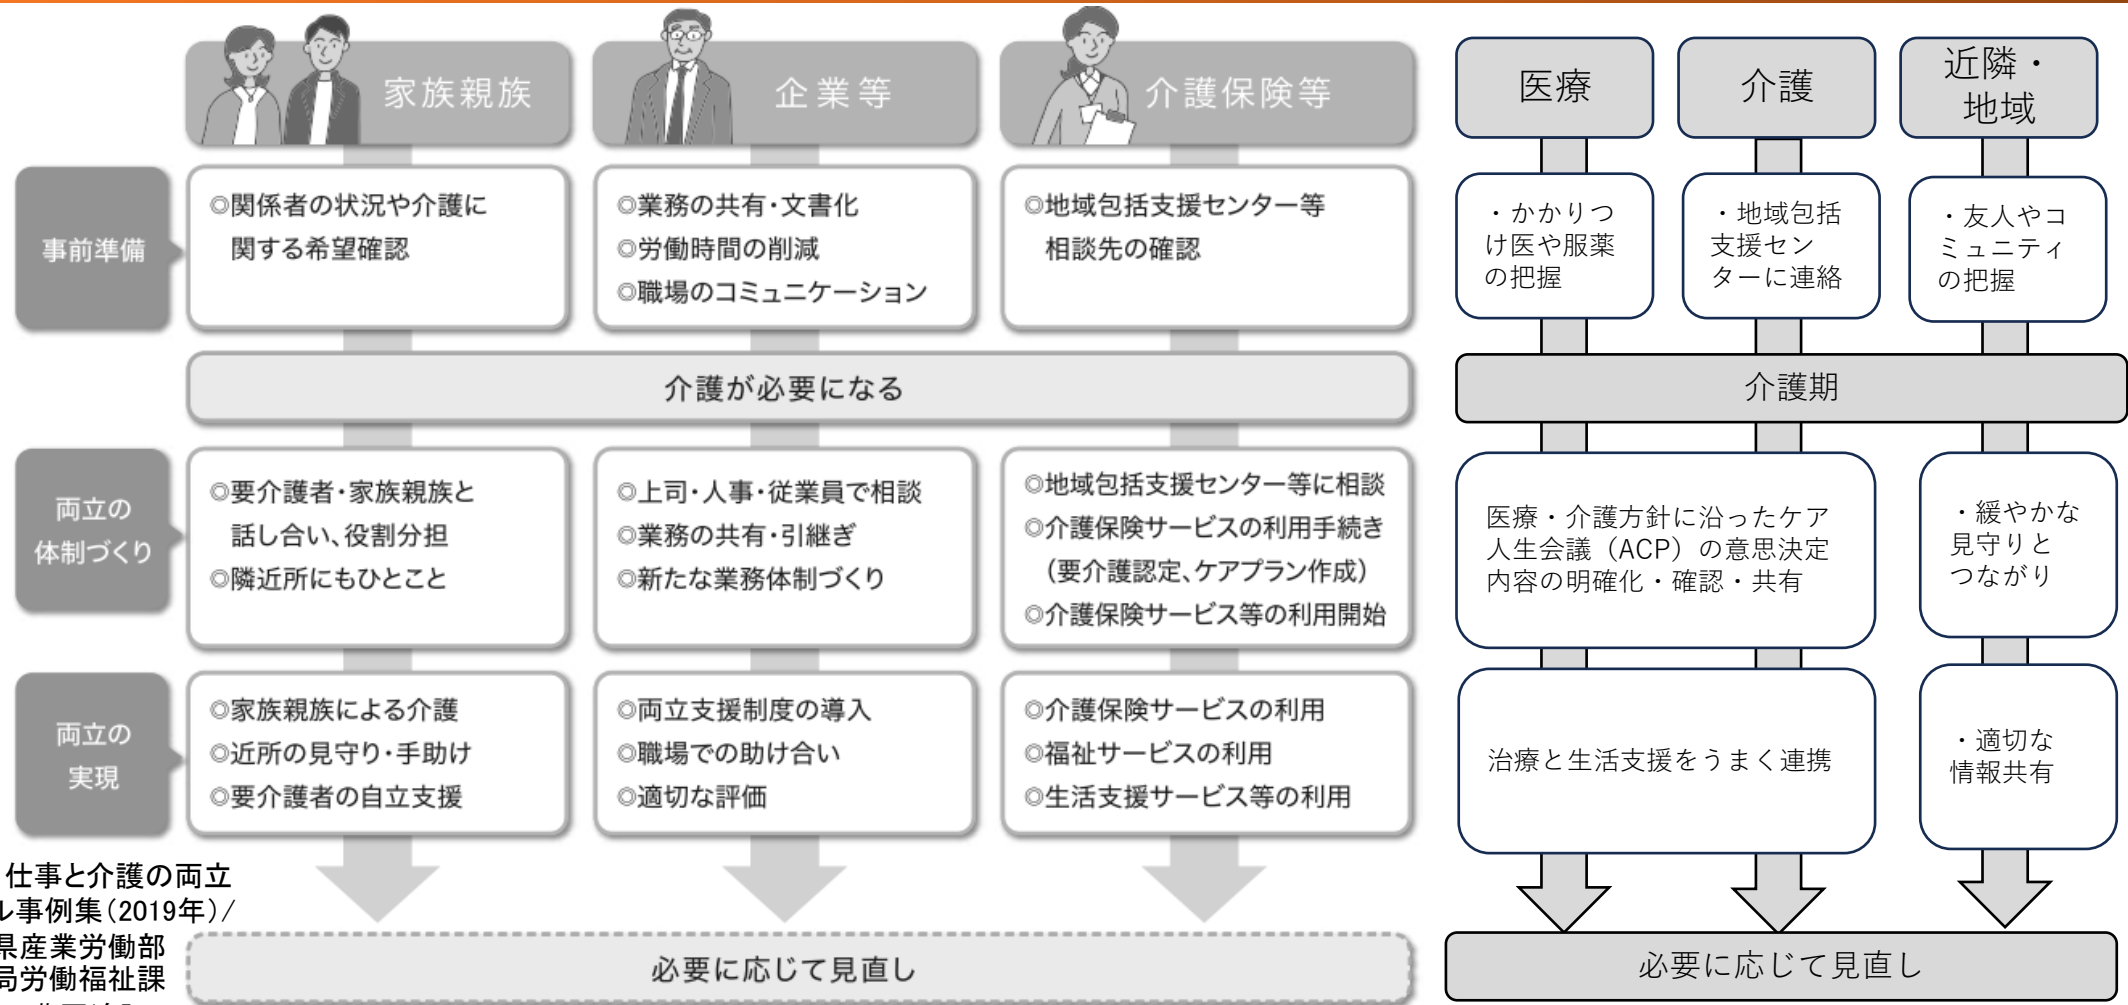 家族親族
企業等
介護保険等
医療
介護
近隣・
地域
事前準備
◎関係者の状況や介護に
関する希望確認
◎業務の共有・文書化
◎労働時間の削減
◎職場のコミュニケーション
◎地域包括支援センター等
相談先の確認
・かかりつ
け医や服薬
の把握
・地域包括
支援セン
ターに連絡
・友人やコ
ミュニティ
の把握
介護が必要になる
介護期
両立の
体制づくり
◎要介護者・家族親族と
話し合い、役割分担
◎隣近所にもひとこと
◎上司・人事・従業員で相談
◎業務の共有・引継ぎ
◎新たな業務体制づくり
◎地域包括支援センター等に相談
◎介護保険サービスの利用手続き
(要介護認定、ケアプラン作成)
◎介護保険サービス等の利用開始
医療・介護方針に沿ったケア
人生会議（ACP）の意思決定
内容の明確化・確認・共有
・緩やかな
見守りと
つながり
両立の
実現
◎家族親族による介護
◎近所の見守り・手助け
◎要介護者の自立支援
◎両立支援制度の導入
◎職場での助け合い
◎適切な評価
◎介護保険サービスの利用
◎福祉サービスの利用
◎生活支援サービス等の利用
治療と生活支援をうまく連携
・適切な
情報共有
仕事と介護の両立
ル事例集(2019年)/
県産業労働部
局労働福祉課
必要に応じて見直し
必要に応じて見直し